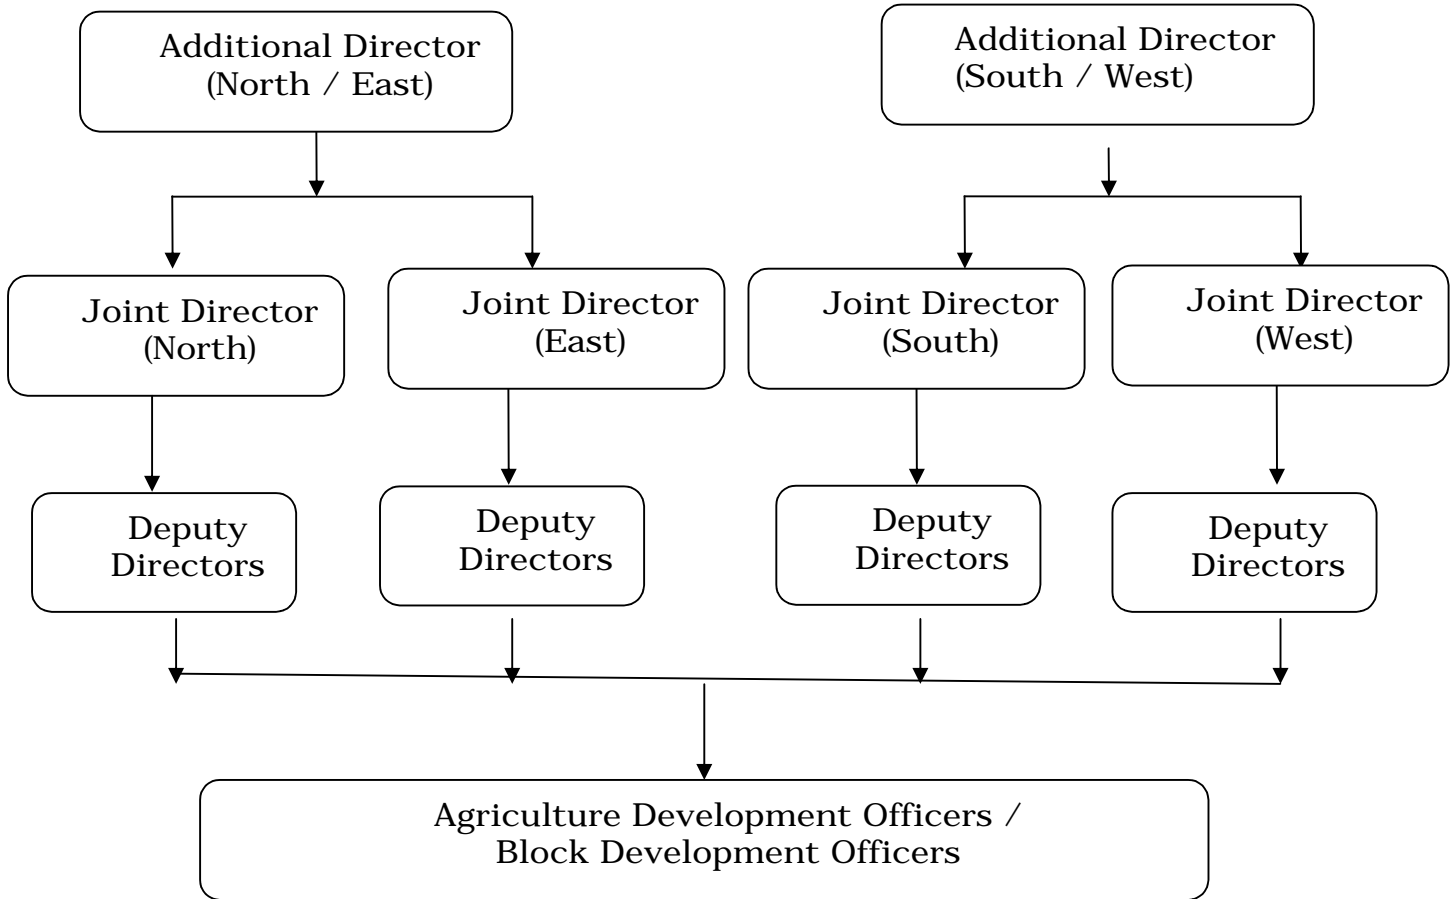 Additional Director
(North / East)
Additional Director
(South / West)
Joint Director
(North)
Joint Director
(East)
Joint Director
(South)
Joint Director
(West)
Deputy
Directors
Deputy
Directors
Deputy
Directors
Deputy
Directors
Agriculture Development Officers /
Block Development Officers